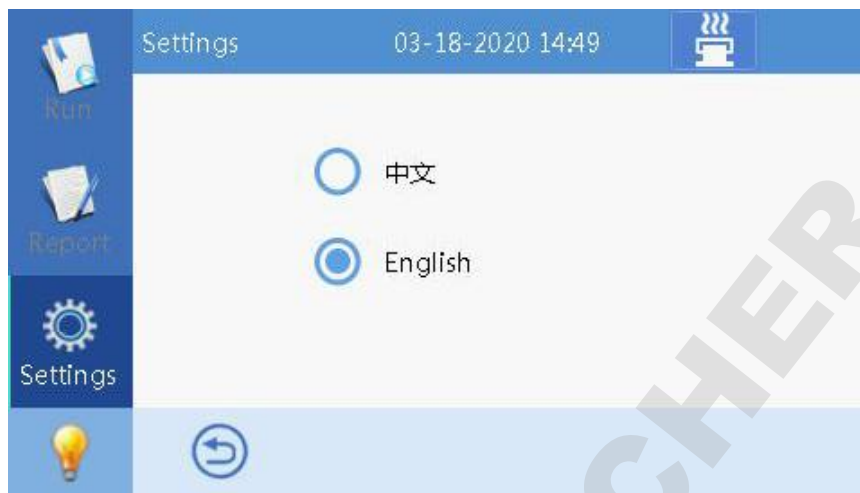 Settings 03-18-2020 14:49
Run
中文
Report
English
Settings
CHER